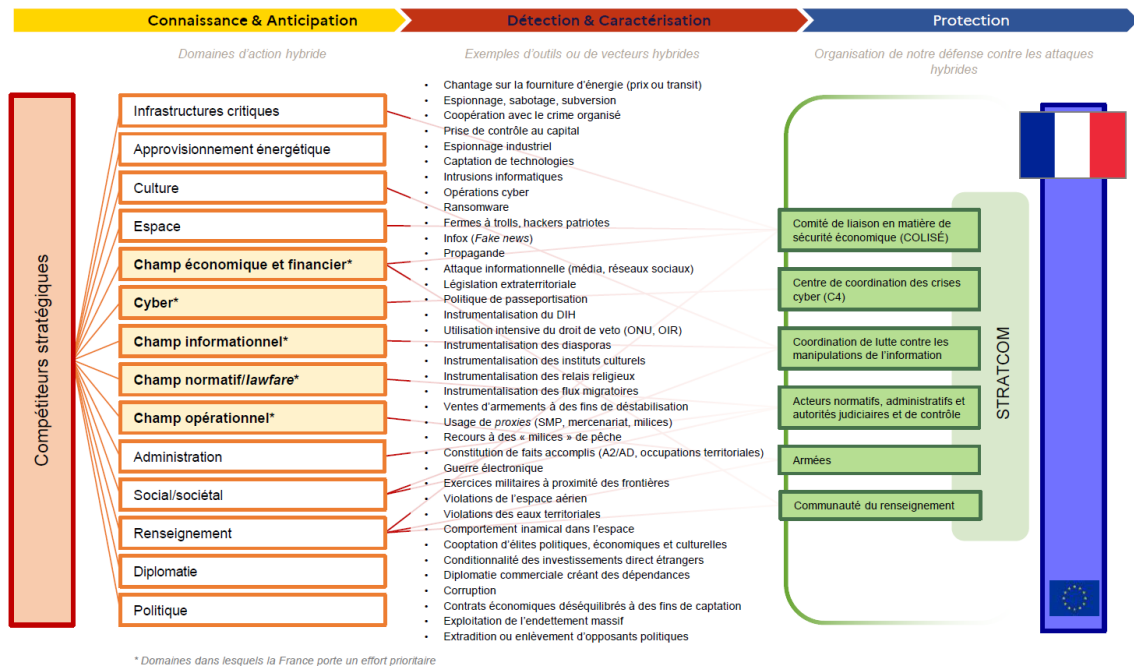 Connaissance & Anticipation
Détection & Caractérisation
Protection
Domaines d'action hybride
Exemples d'outils ou de vecteurs hybrides
Organisation de notre défense contre les attaques
hybrides
Compétiteurs stratégiques
Infrastructures critiques
Approvisionnement énergétique
Culture
Espace
Champ économique et financier*
Cyber*
Champ informationnel*
Champ normatif/lawfare*
Champ opérationnel*
Administration
Social/sociétal
Renseignement
Diplomatie
Politique
• Chantage sur la fourniture d'énergie (prix ou transit)
• Espionnage, sabotage, subversion
• Coopération avec le crime organisé
• Prise de contrôle au capital
• Espionnage industriel
• Captation de technologies
• Intrusions informatiques
• Opérations cyber
• Ransomware
• Fermes à trolls, hackers patriotes
• Infox (Fake news)
• Propagande
• Attaque informationnelle (média, réseaux sociaux)
• Législation extraterritoriale
• Politique de passeportisation
• Instrumentalisation du DIH
• Utilisation intensive du droit de veto (ONU, OIR)
• Instrumentalisation des diasporas
• Instrumentalisation des instituts culturels
• Instrumentalisation des relais religieux
• Instrumentalisation des flux migratoires
• Ventes d'armements à des fins de déstabilisation
• Usage de proxies (SMP, mercenariat, milices)
• Recours à des « milices » de pêche
• Constitution de faits accomplis (A2/AD, occupations territoriales)
• Guerre électronique
• Exercices militaires à proximité des frontières
• Violations de l'espace aérien
• Violations des eaux territoriales
• Comportement inamical dans l'espace
• Cooptation d'élites politiques, économiques et culturelles
• Conditionnalité des investissements direct étrangers
• Diplomatie commerciale créant des dépendances
• Corruption
• Contrats économiques déséquilibrés à des fins de captation
• Exploitation de l'endettement massif
• Extradition ou enlèvement d'opposants politiques
Comité de liaison en matière de
sécurité économique (COLISÉ)
Centre de coordination des crises
cyber (C4)
Coordination de lutte contre les
manipulations de l'information
Acteurs normatifs, administratifs et
autorités judiciaires et de contrôle
Armées
Communauté du renseignement
STRATCOM
* Domaines dans lesquels la France porte un effort prioritaire